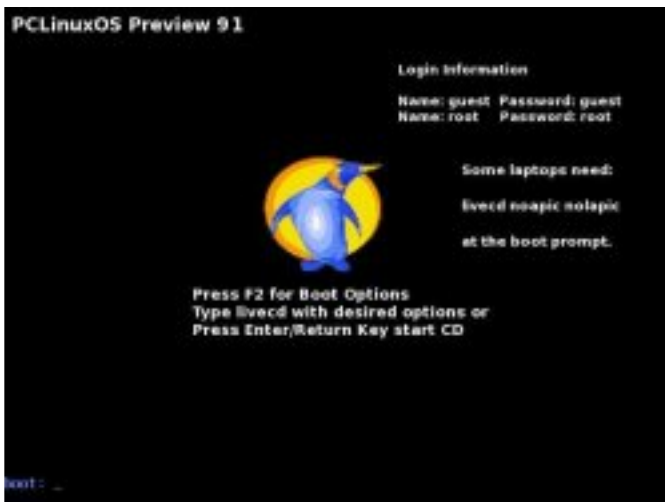 PCLinuxOS Preview 91
Login Information
Name: guest Password: guest
Name: root Password: root
Some laptops need:
livecd noapic nolapic
at the boot prompt.
Press F2 for Boot Options
Type livecd with desired options or
Press Enter/Return Key start CD
boot: _